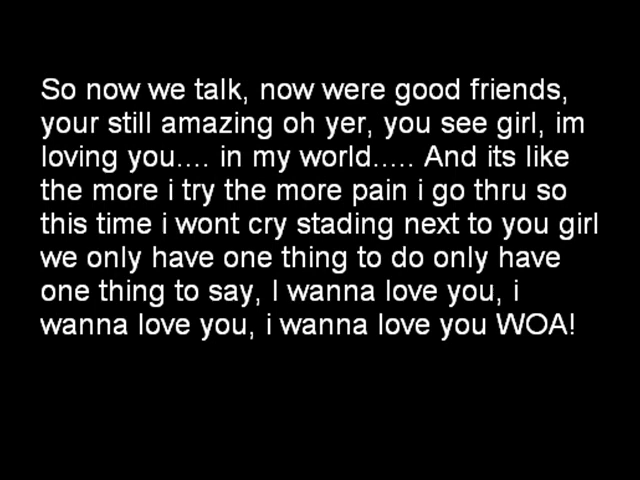 So now we talk, now were good friends,
your still amazing oh yer, you see girl, im
loving you.... in my world..... And its like
the more i try the more pain i go thru so
this time i wont cry stading next to you girl
we only have one thing to do only have
one thing to say, I wanna love you, i
wanna love you, i wanna love you WOA!